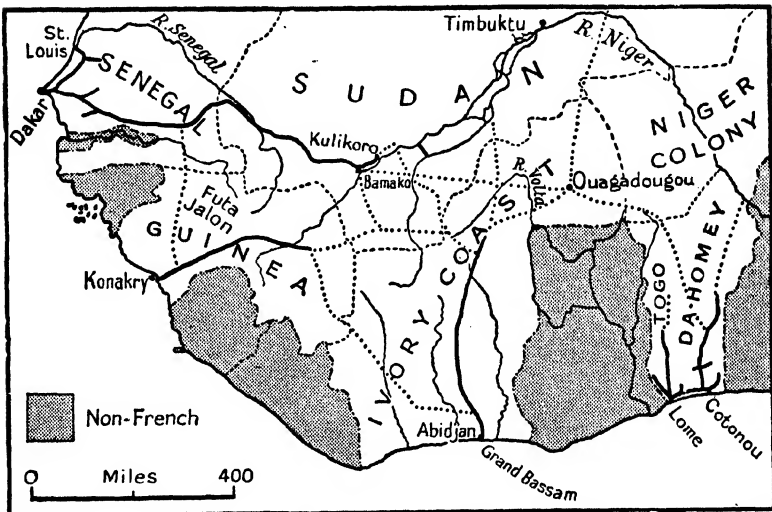 St.
Louis
R. Senegal
Timbuktu
R. Niger
SENEGAL
SUDAN
Dakar
NIGER
COLONY
Kulikoro
Bamako
R. Volta
Ouagadougou
Futa
Jalon
GUINEA
Konakry
IVORY COAST
TOGO
DAHOMEY
Non-French
Abidjan
Grand Bassam
Lome
Cotonou
0 Miles 400